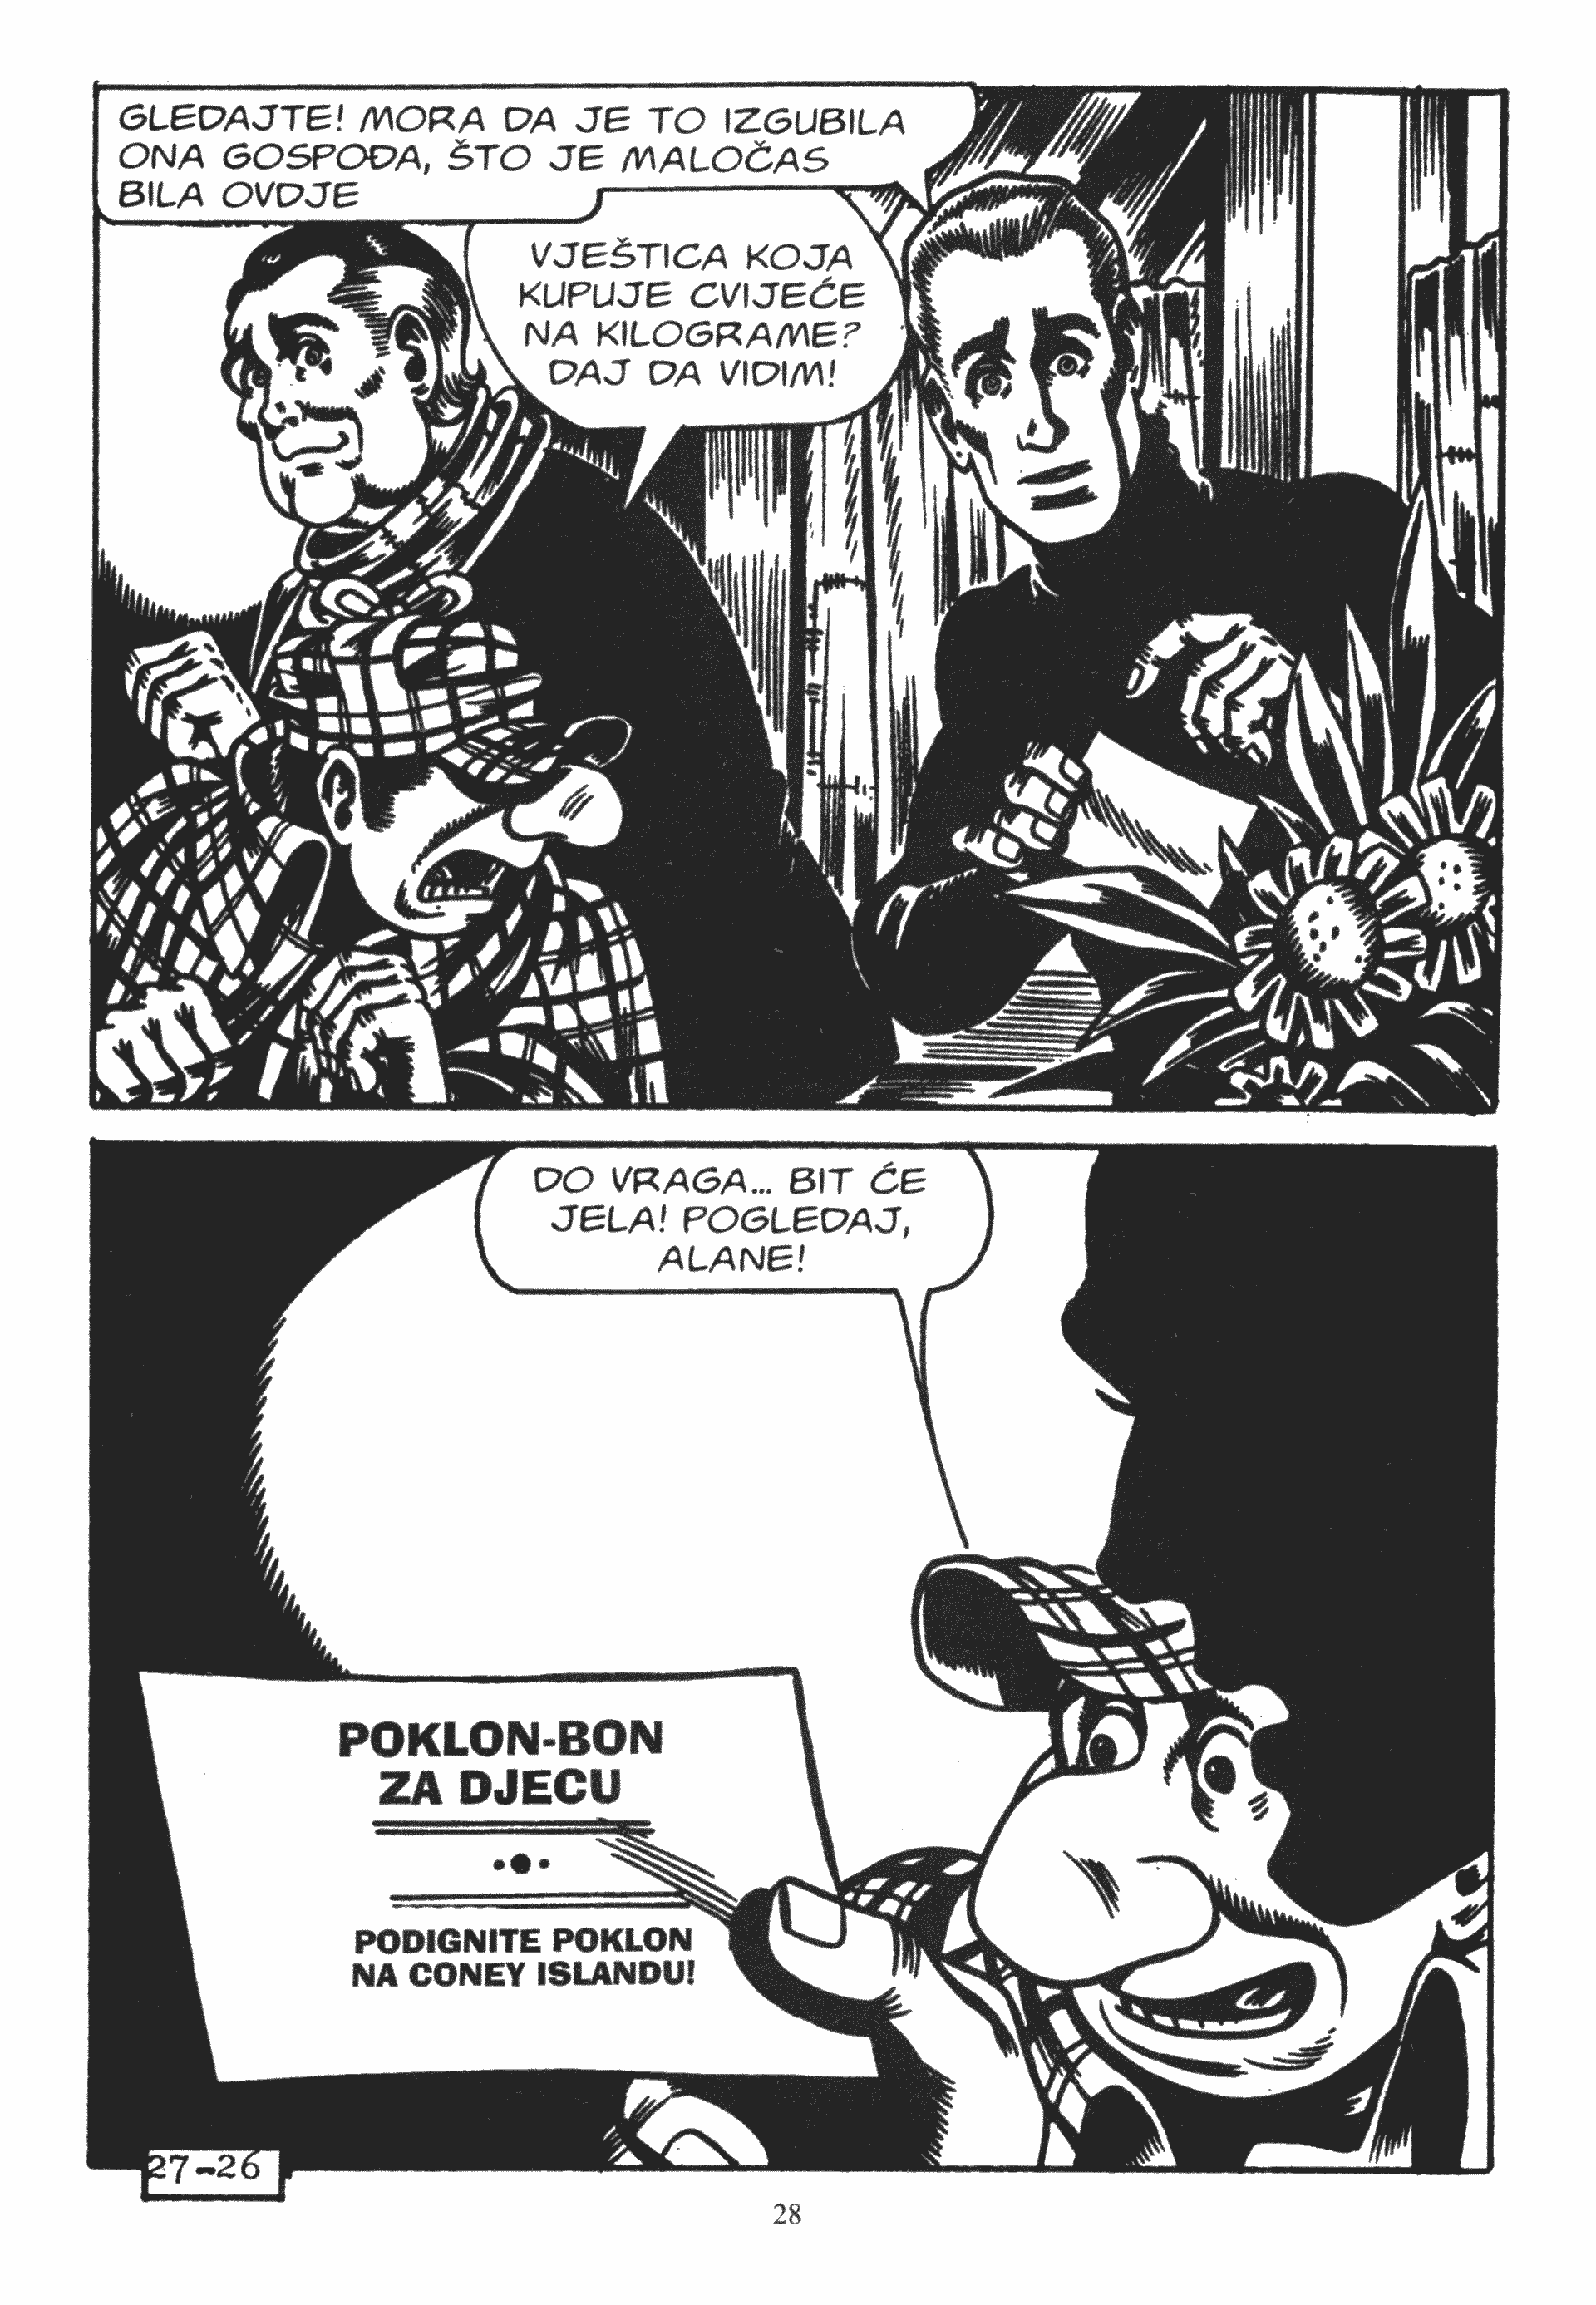 GLEDAJTE! MORA DA JE TO IZGUBILA
ONA GOSPOĐA, ŠTO JE MALOČAS
BILA OVDJE
VJEŠTICA KOJA
KUPUJE CVIJEĆE
NA KILOGRAME?
DAJ DA VIDIM!
DO VRAGA... BIT ĆE
JELA! POGLEDAJ,
ALANE!
POKLON-BON
ZA DJECU
PODIGNITE POKLON
NA CONEY ISLANDU!
27-26
28